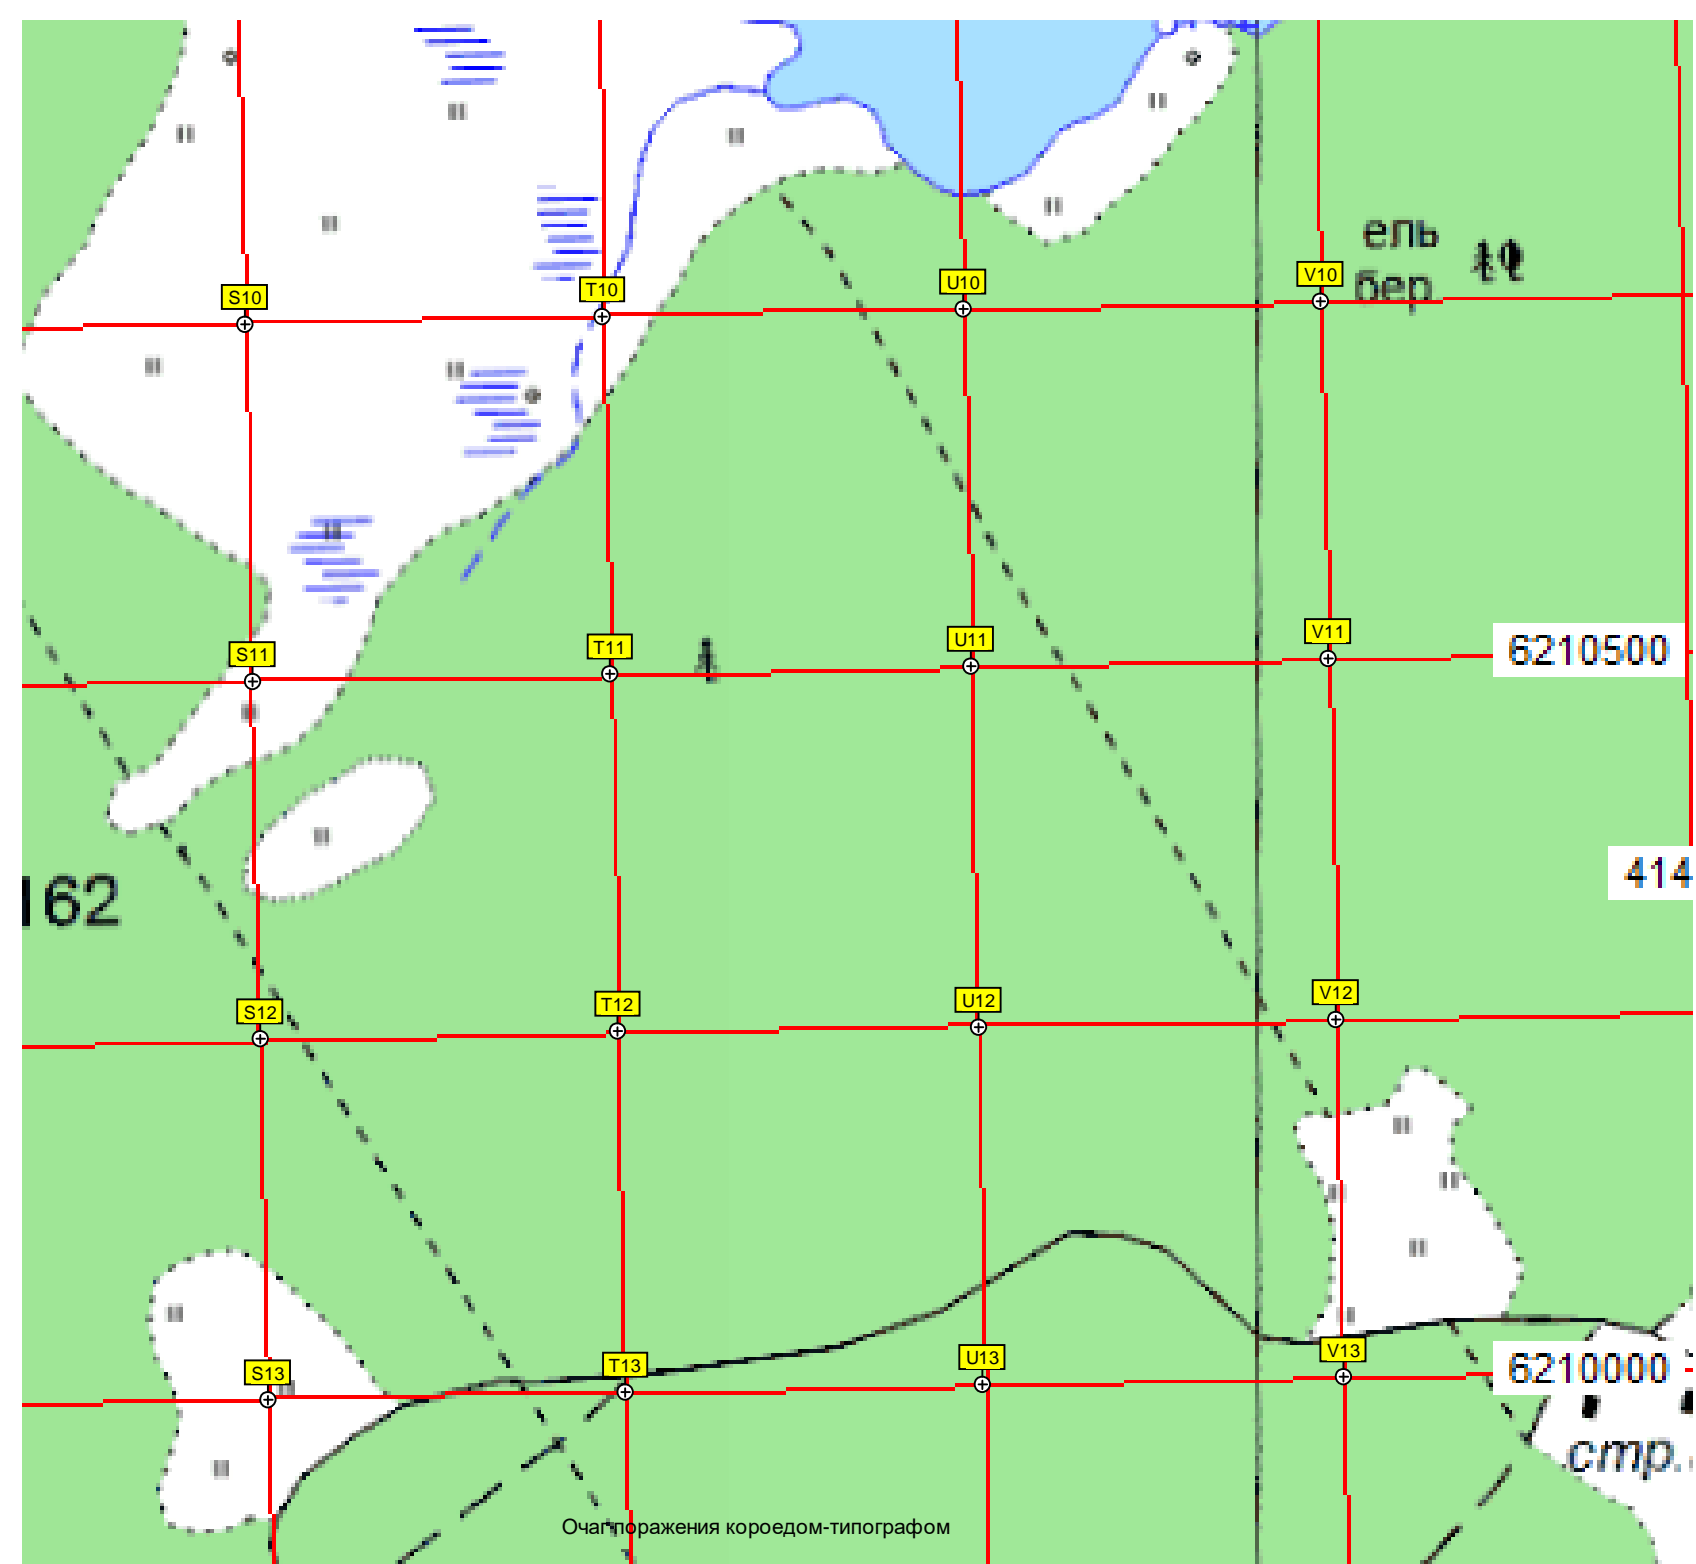 ель
бер.
S10
T10
U10
V10
S11
T11
U11
V11
6210500
414
162
S12
T12
U12
V12
S13
T13
U13
V13
6210000
стр.
Очаг поражения короедом-типографом